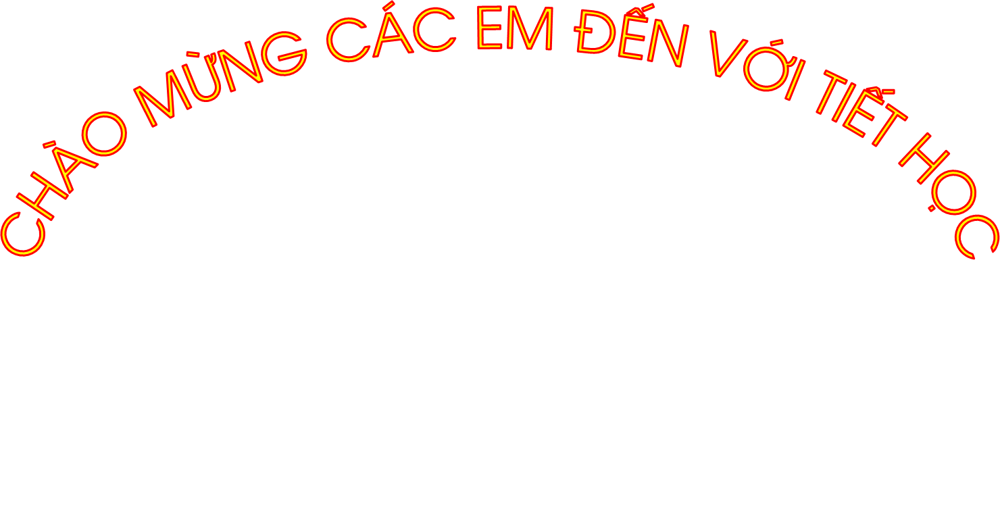 CHÀO MỪNG CÁC EM ĐẾN VỚI TIẾT HỌC